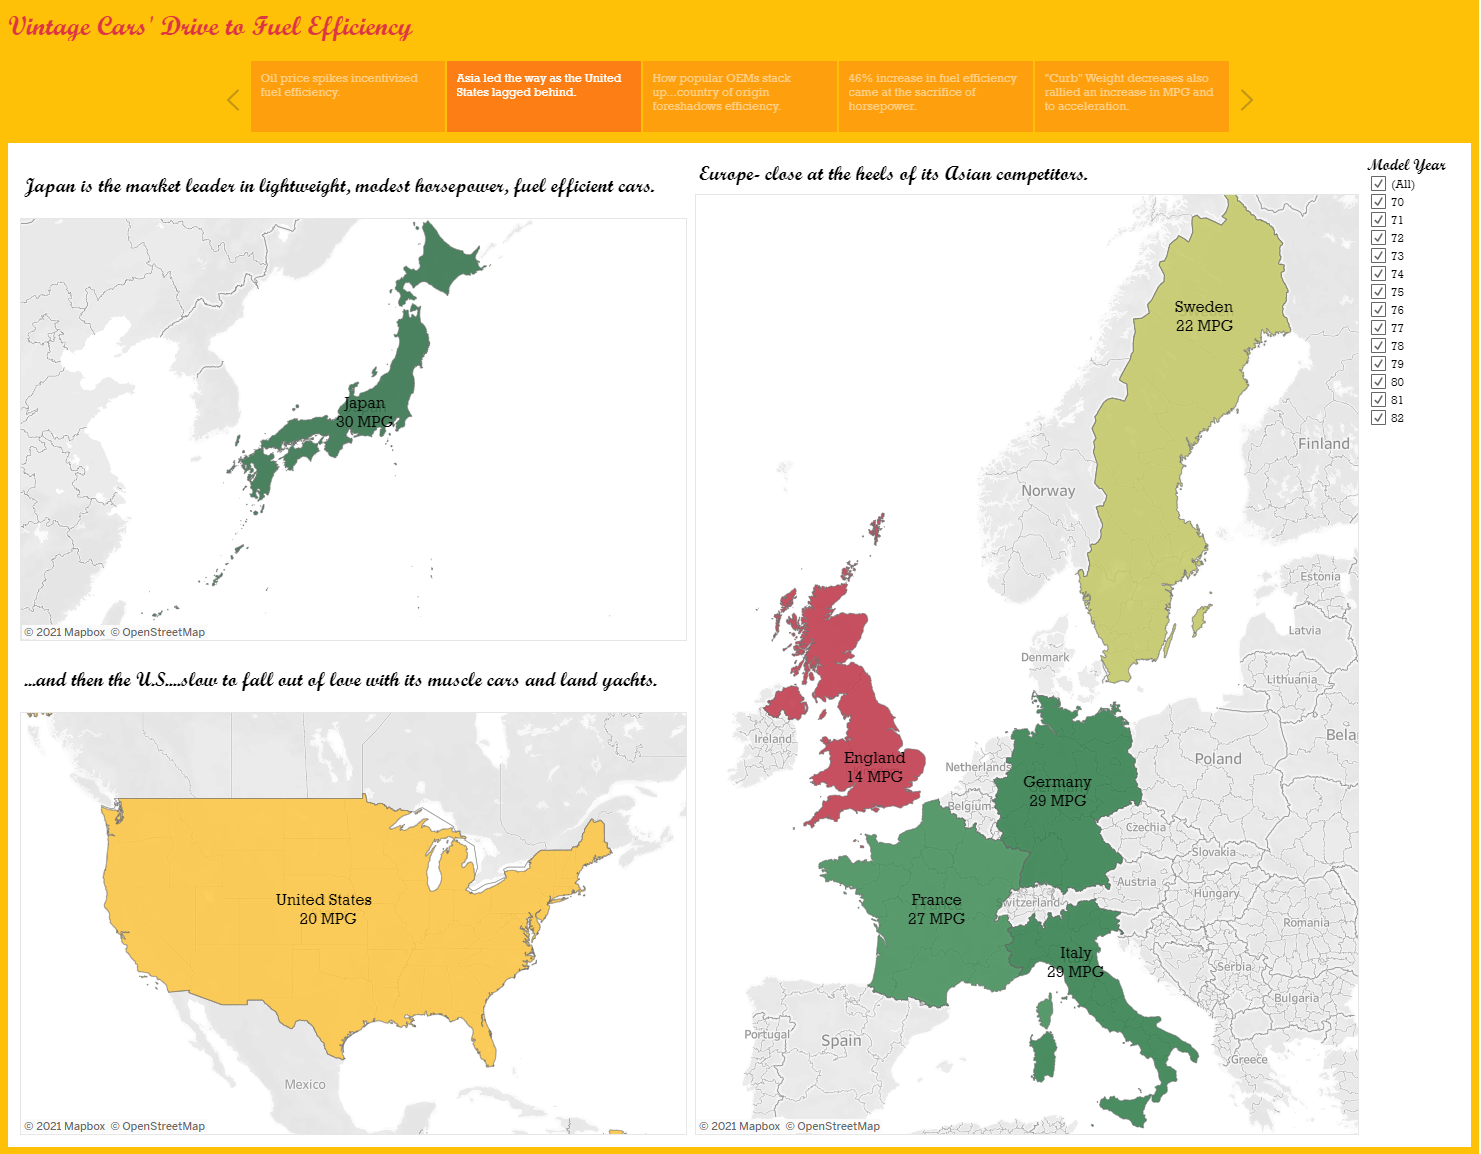 Vintage Cars' Drive to Fuel Efficiency
Oil price spikes incentivized
fuel efficiency.
Asia led the way as the United
States lagged behind.
How popular OEMs stack
up...country of origin
foreshadows efficiency.
46% increase in fuel efficiency
came at the sacrifice of
horsepower.
"Curb" Weight decreases also
rallied an increase in MPG and
to acceleration.
Japan is the market leader in lightweight, modest horsepower, fuel efficient cars.
Japan
30 MPG
© 2021 Mapbox © OpenStreetMap
...and then the U.S....slow to fall out of love with its muscle cars and land yachts.
United States
20 MPG
Mexico
© 2021 Mapbox © OpenStreetMap
Europe- close at the heels of its Asian competitors.
Sweden
22 MPG
Finland
Norway
Estonia
Latvia
Denmark
Lithuania
Ireland
Bela
England
14 MPG
Netherlands
Poland
Germany
29 MPG
Belgium
Czechia
Slovakia
Austria
Hungary
France
27 MPG
witzerland
Romania
Italy
29 MPG
Serbia
Bulgaria
Portugal
Spain
Greece
© 2021 Mapbox © OpenStreetMap
Model Year
(All)
70
71
72
73
74
75
76
77
78
79
80
81
82